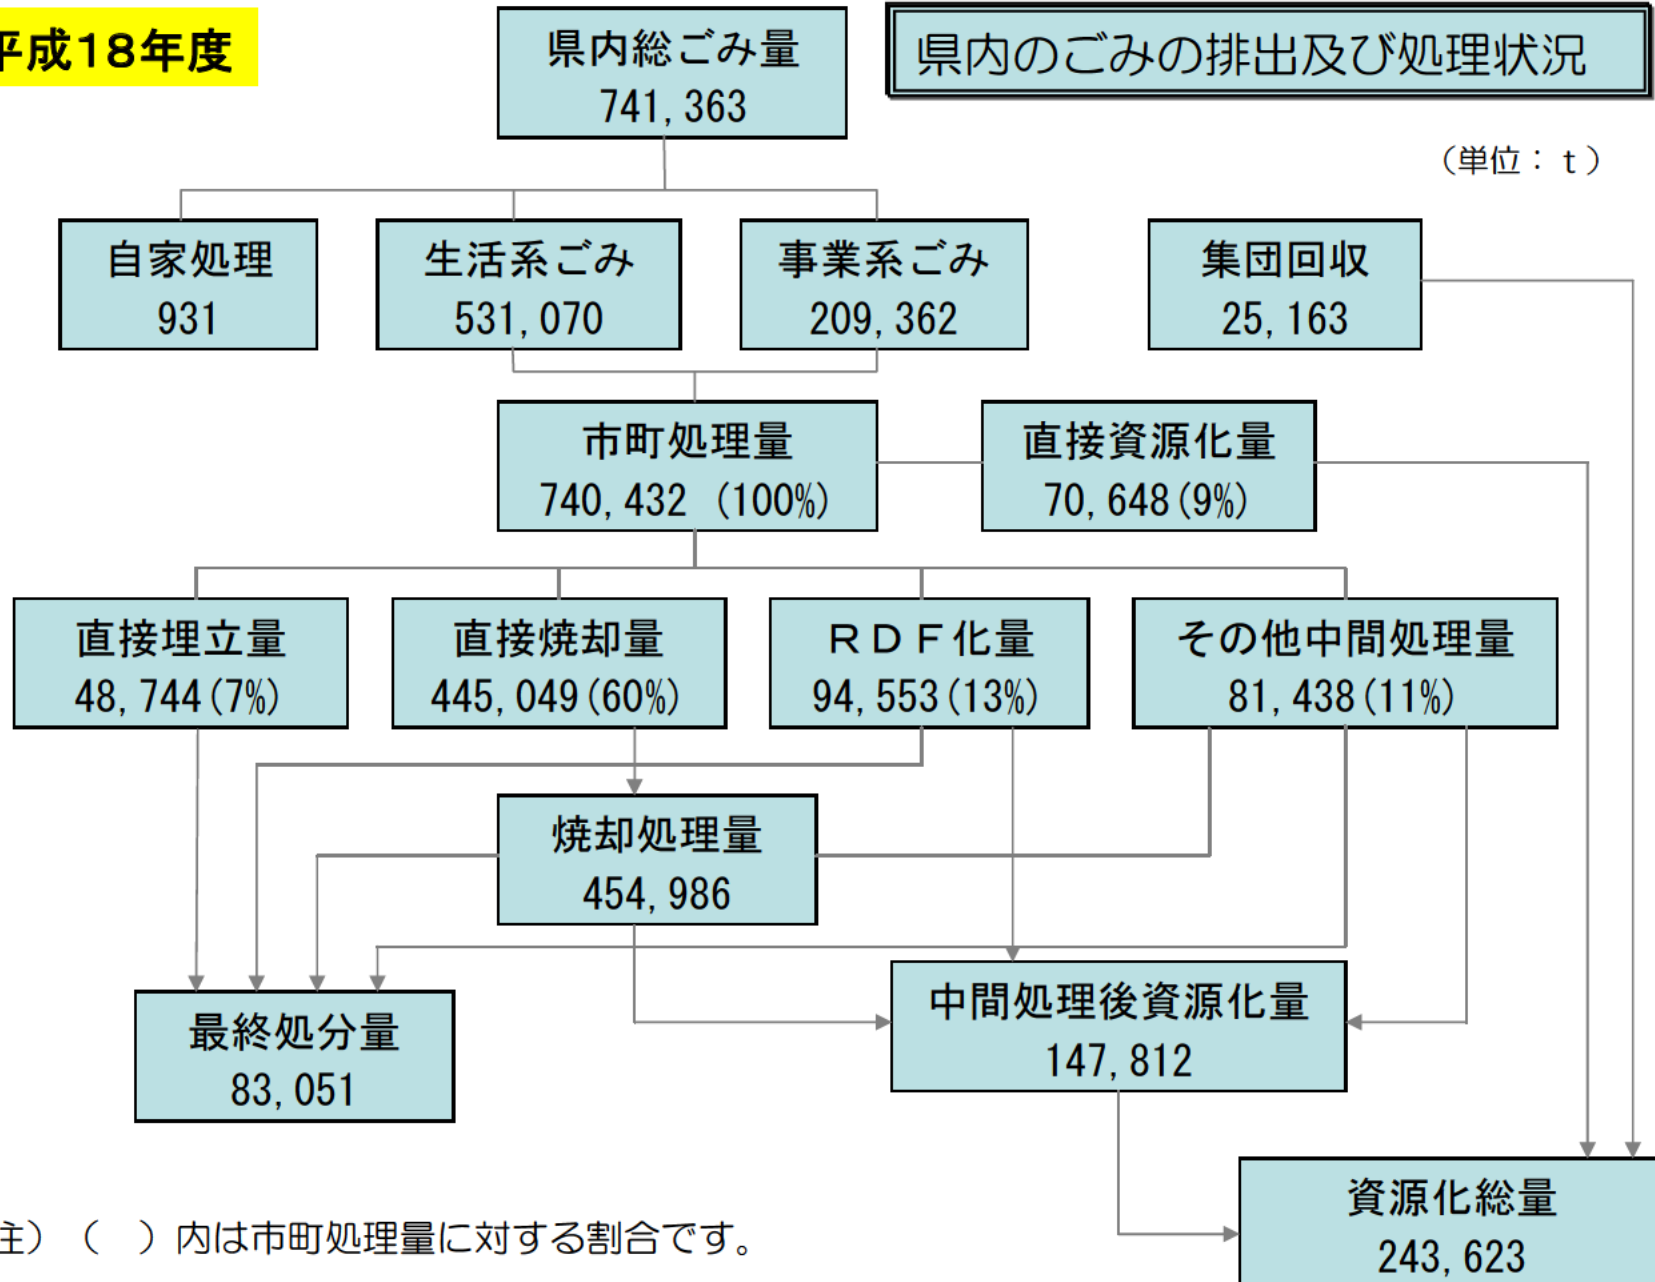 平成18年度
県内のごみの排出及び処理状況
(単位:t)
県内総ごみ量
741,363
自家処理
931
生活系ごみ
531,070
事業系ごみ
209,362
集団回収
25,163
市町処理量
740,432 (100%)
直接資源化量
70,648(9%)
直接埋立量
48,744(7%)
直接焼却量
445,049(60%)
RDF化量
94,553(13%)
その他中間処理量
81,438(11%)
焼却処理量
454,986
最終処分量
83,051
中間処理後資源化量
147,812
資源化総量
243,623
注)( )内は市町処理量に対する割合です。